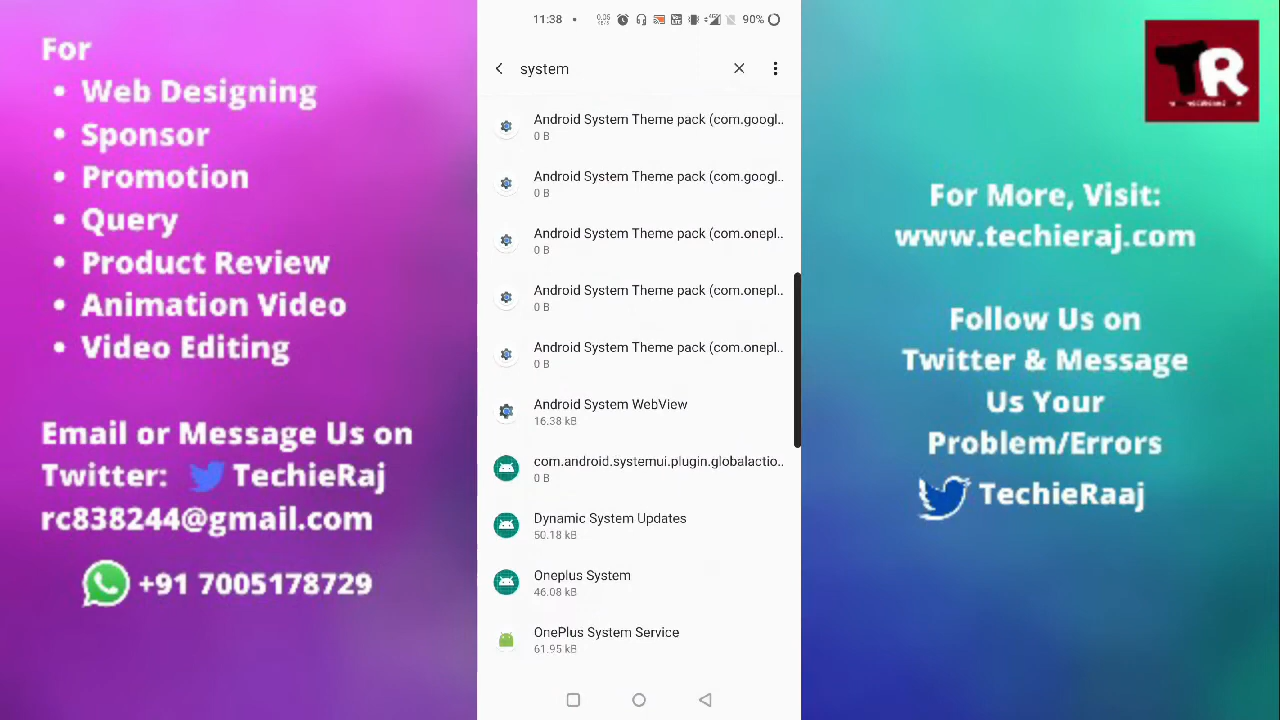 For
• Web Designing
• Sponsor
• Promotion
• Query
• Product Review
• Animation Video
• Video Editing
Email or Message Us on
Twitter: TechieRaj
rc838244@gmail.com
+91 7005178729
11:38
90%
system
Android System Theme pack (com.googl..
0 B
Android System Theme pack (com.googl..
0 B
Android System Theme pack (com.onepl..
0 B
Android System Theme pack (com.onepl..
0 B
Android System Theme pack (com.onepl..
0 B
Android System WebView
16.38 kB
com.android.systemui.plugin.globalactio..
0 B
Dynamic System Updates
50.18 kB
Oneplus System
46.08 kB
OnePlus System Service
61.95 kB
TR
For More, Visit:
www.techieraj.com
Follow Us on
Twitter & Message
Us Your
Problem/Errors
TechieRaaj